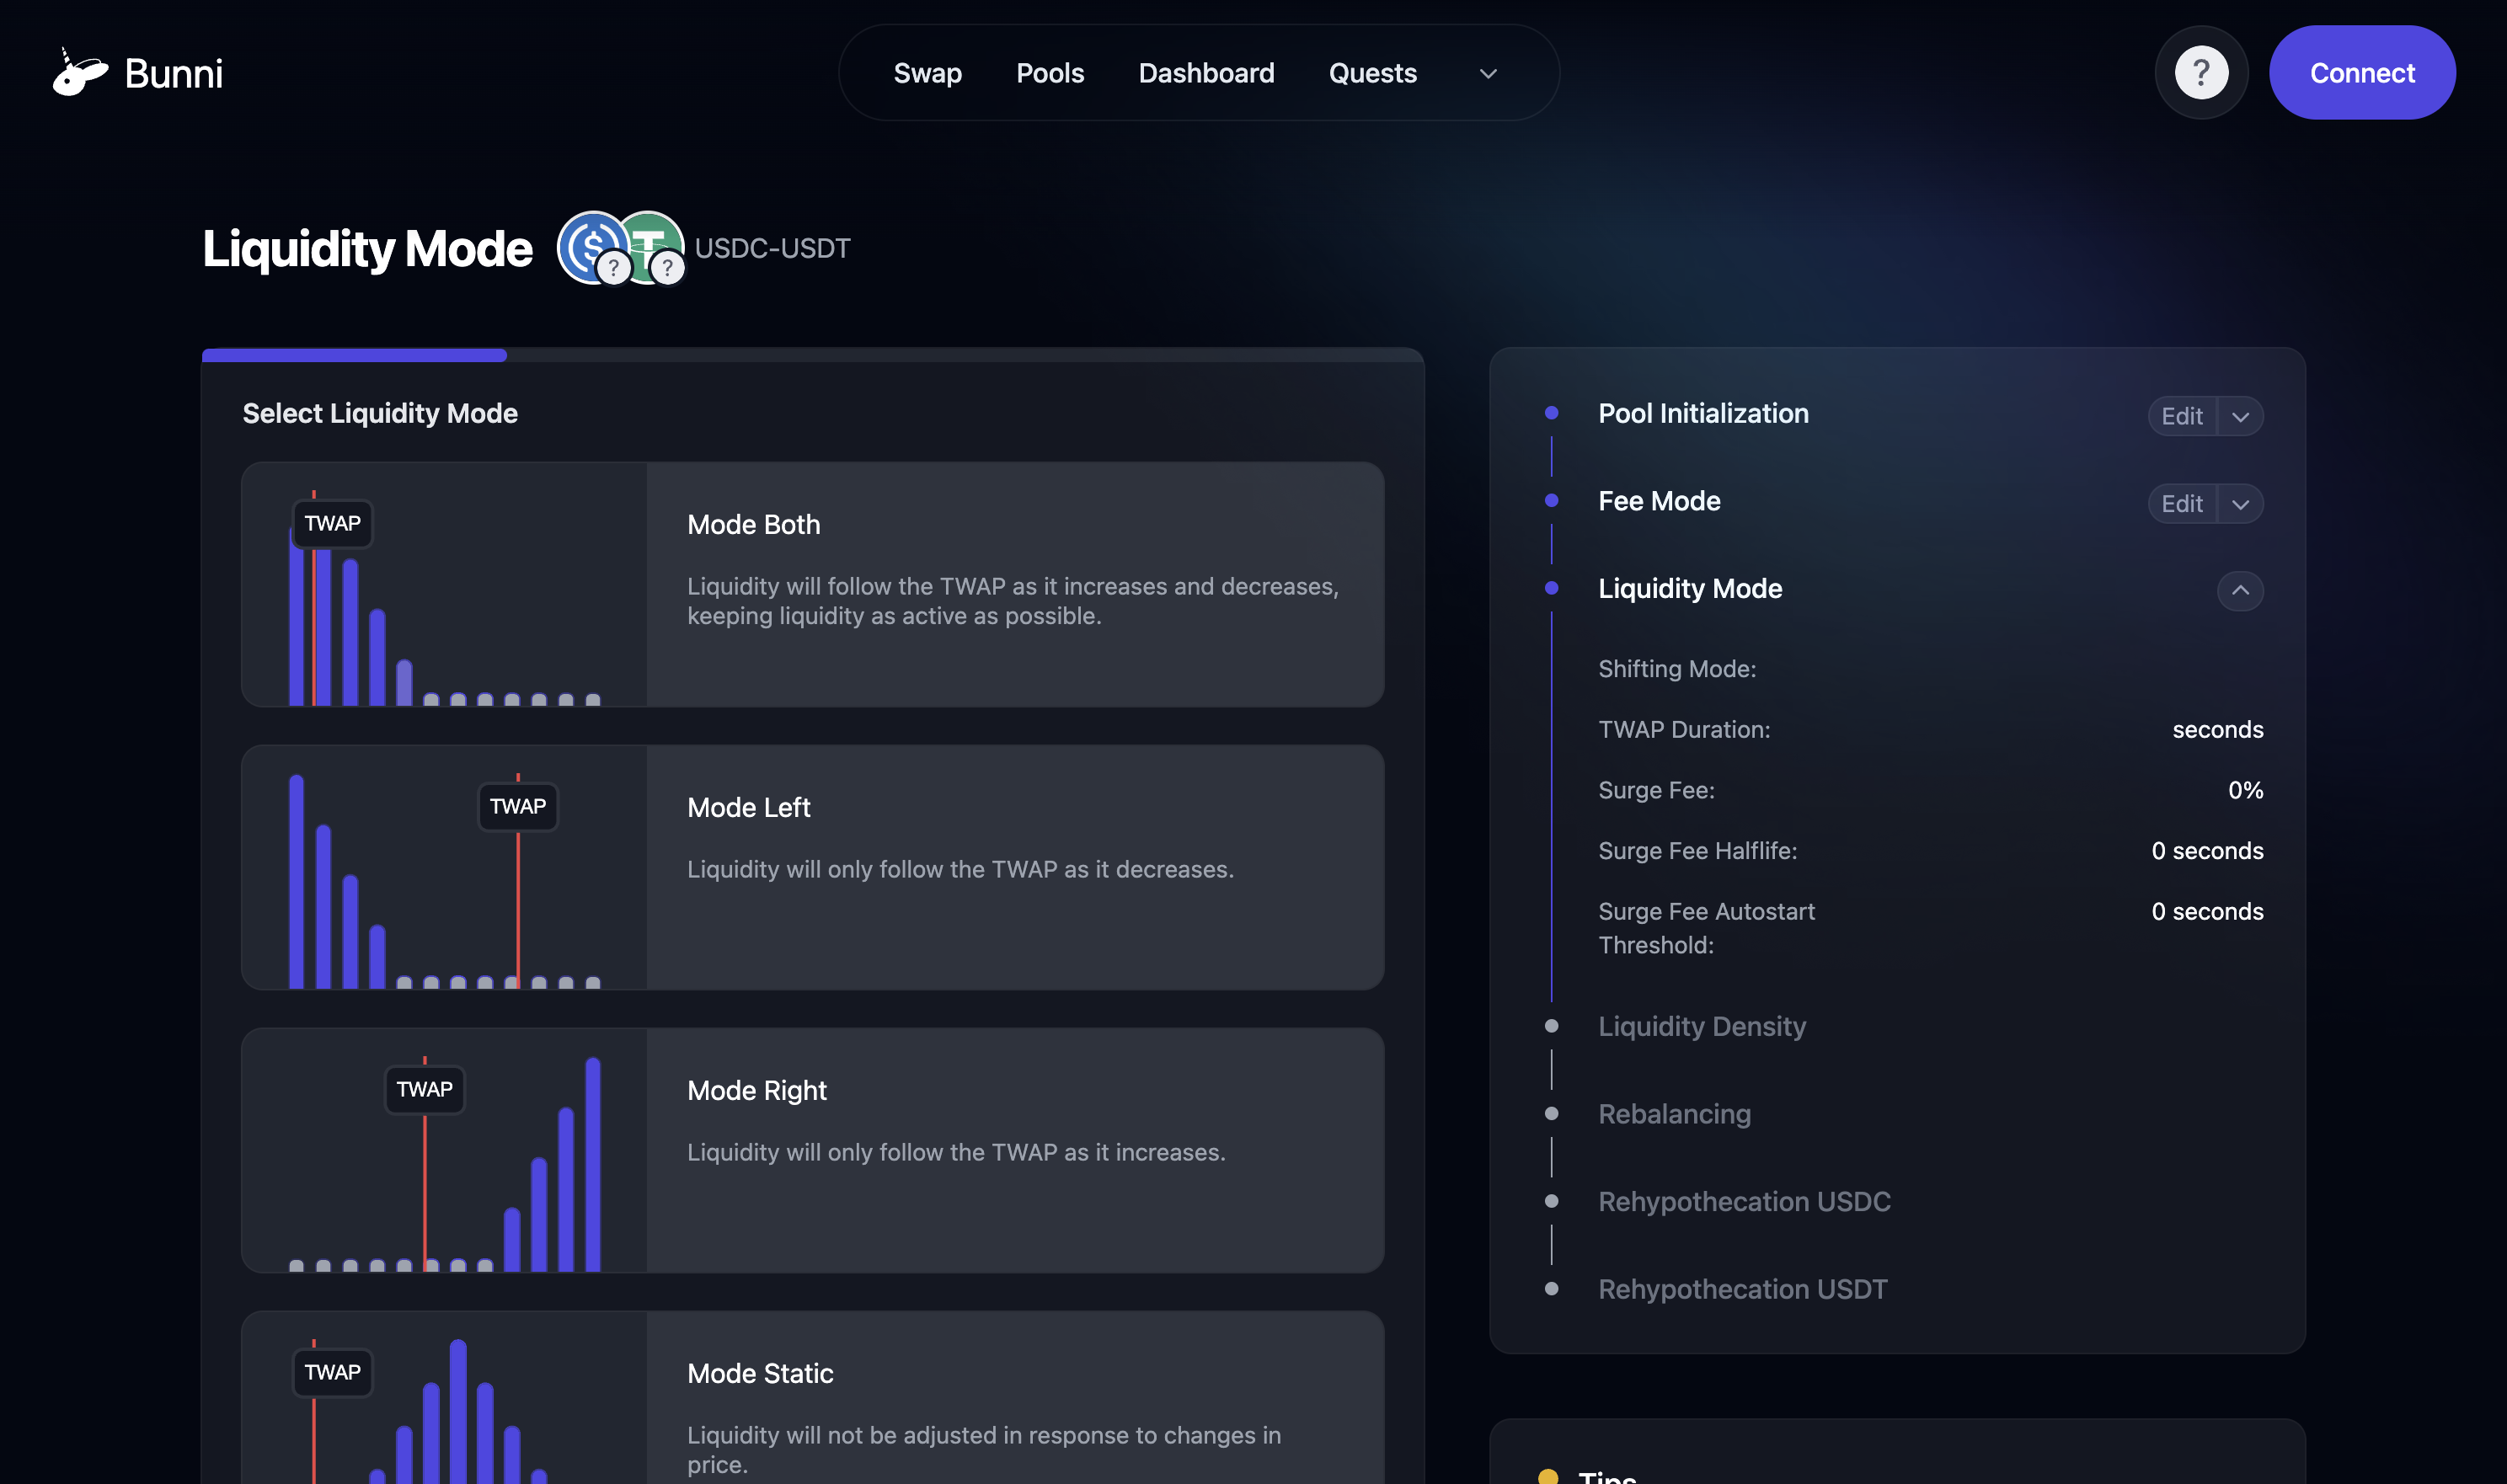 Bunni
Swap
Pools
Dashboard
Quests
?
Connect
Liquidity Mode
$
?
T
?
USDC-USDT
Select Liquidity Mode
TWAP
Mode Both
Liquidity will follow the TWAP as it increases and decreases,
keeping liquidity as active as possible.
TWAP
Mode Left
Liquidity will only follow the TWAP as it decreases.
TWAP
Mode Right
Liquidity will only follow the TWAP as it increases.
TWAP
Mode Static
Liquidity will not be adjusted in response to changes in
price.
Pool Initialization
Edit
Fee Mode
Edit
Liquidity Mode
Shifting Mode:
TWAP Duration:
seconds
Surge Fee:
0%
Surge Fee Halflife:
0 seconds
Surge Fee Autostart
Threshold:
0 seconds
Liquidity Density
Rebalancing
Rehypothecation USDC
Rehypothecation USDT
Tips